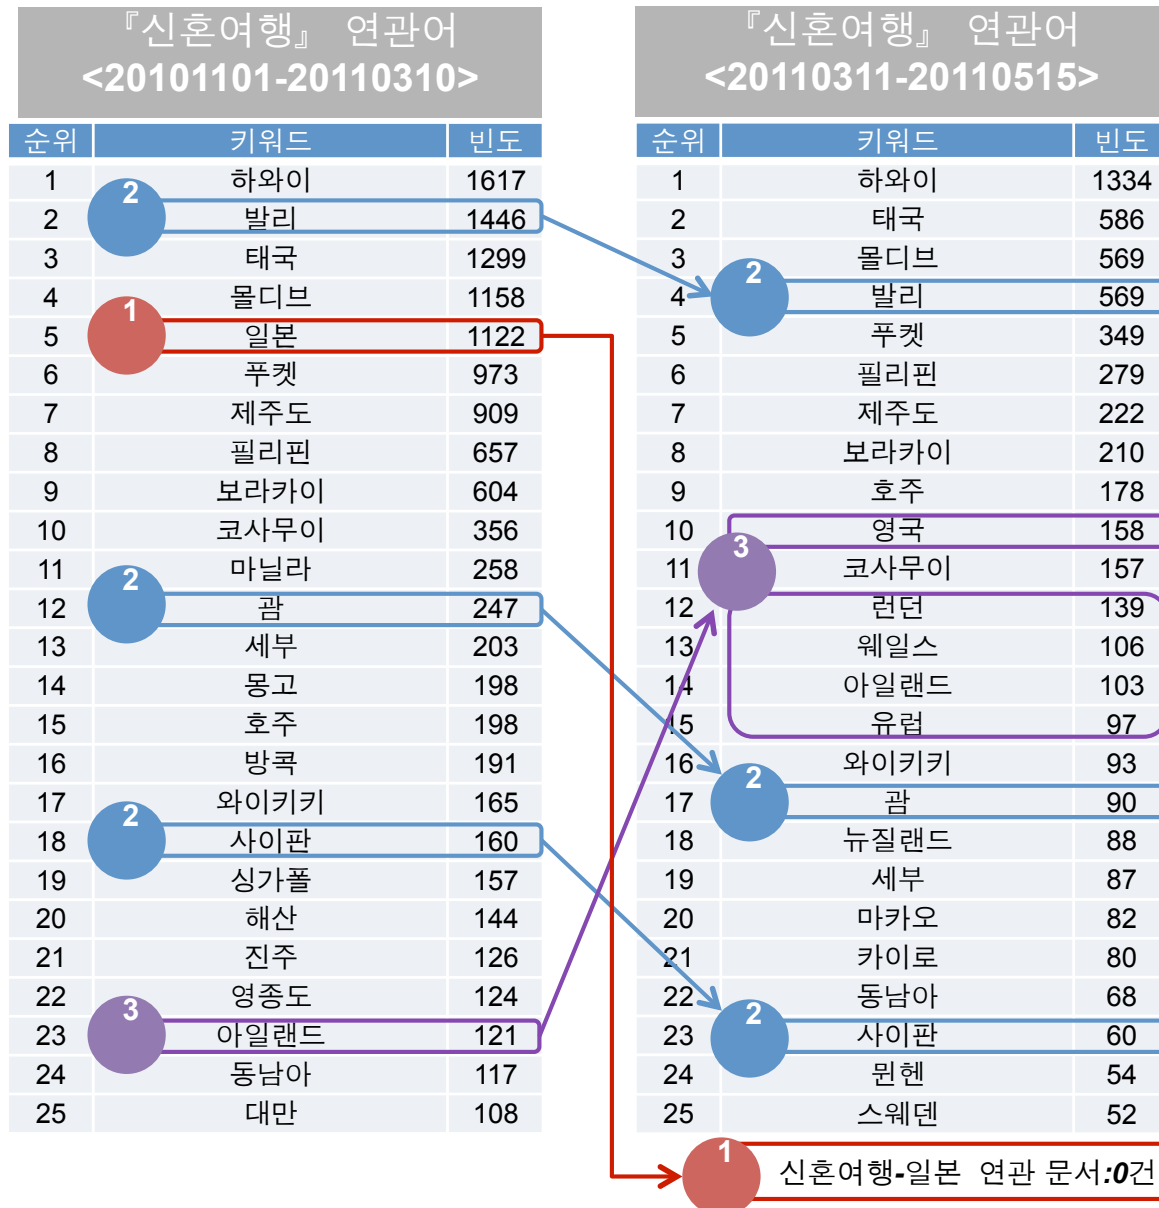 『신혼여행』 연관어
<20101101-20110310>
순위 키워드 빈도
1 하와이 1617
2
2 발리 1446
3 태국 1299
4 몰디브 1158
1
5 일본 1122
6 푸켓 973
7 제주도 909
8 필리핀 657
9 보라카이 604
10 코사무이 356
11 마닐라 258
2
12 괌 247
13 세부 203
14 몽고 198
15 호주 198
16 방콕 191
17 와이키키 165
2
18 사이판 160
19 싱가폴 157
20 해산 144
21 진주 126
22 영종도 124
3
23 아일랜드 121
24 동남아 117
25 대만 108
『신혼여행』 연관어
<20110311-20110515>
순위 키워드 빈도
1 하와이 1334
2 태국 586
3 몰디브 569
2
4 발리 569
5 푸켓 349
6 필리핀 279
7 제주도 222
8 보라카이 210
9 호주 178
10 영국 158
3
11 코사무이 157
12 런던 139
13 웨일스 106
14 아일랜드 103
15 유럽 97
16 와이키키 93
2
17 괌 90
18 뉴질랜드 88
19 세부 87
20 마카오 82
21 카이로 80
22 동남아 68
2
23 사이판 60
24 뮌헨 54
25 스웨덴 52
1
신혼여행-일본 연관 문서:0건